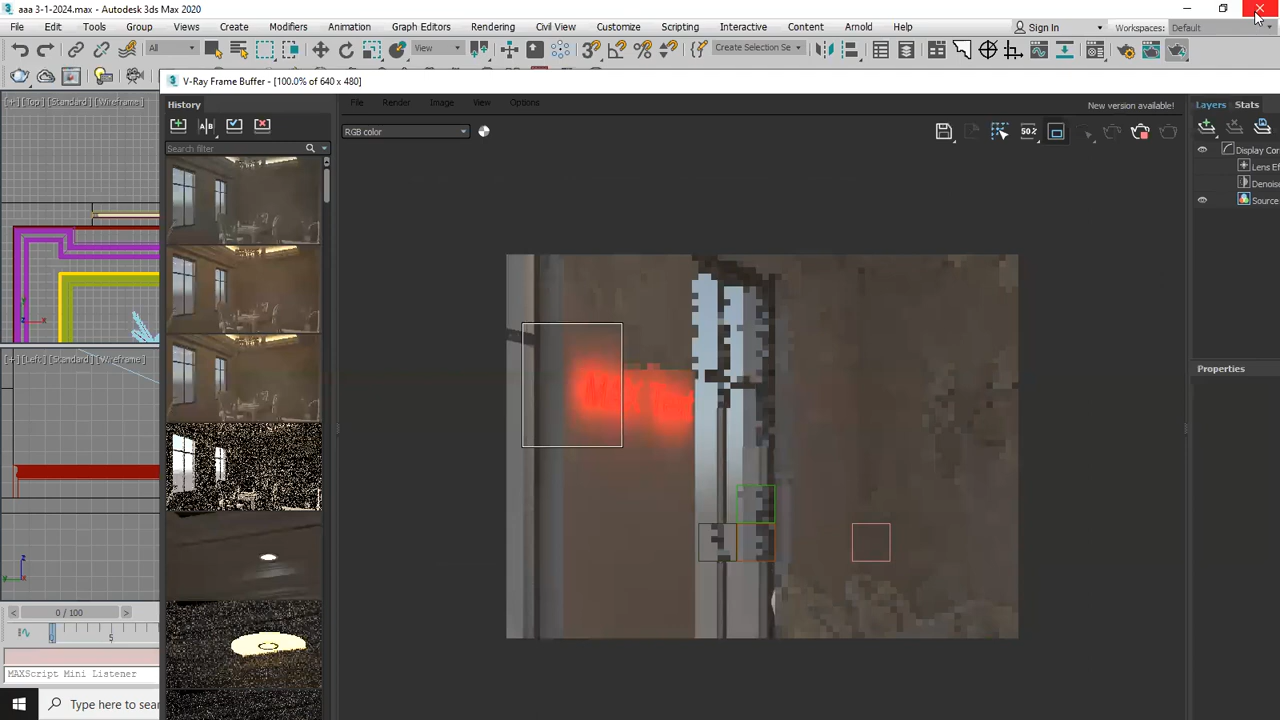 aaa 3-1-2024.max - Autodesk 3ds Max 2020
File Edit Tools Group Views Create Modifiers Animation Graph Editors Rendering Civil View Customize Scripting Interactive Content Arnold Help Sign In Workspaces: Default
All View Create Selection Se
V-Ray Frame Buffer - [100.0% of 640 x 480]
[+] [Top] [Standard] [Wireframe]
History File Render Image View Options New version available! Layers Stats
RGB color 50%
Search filter
Display Cor
Lens Ef
Denois
Source
[+] [Left] [Standard] [Wireframe]
Properties
0 / 100
5
MAXScript Mini Listener
Type here to sear